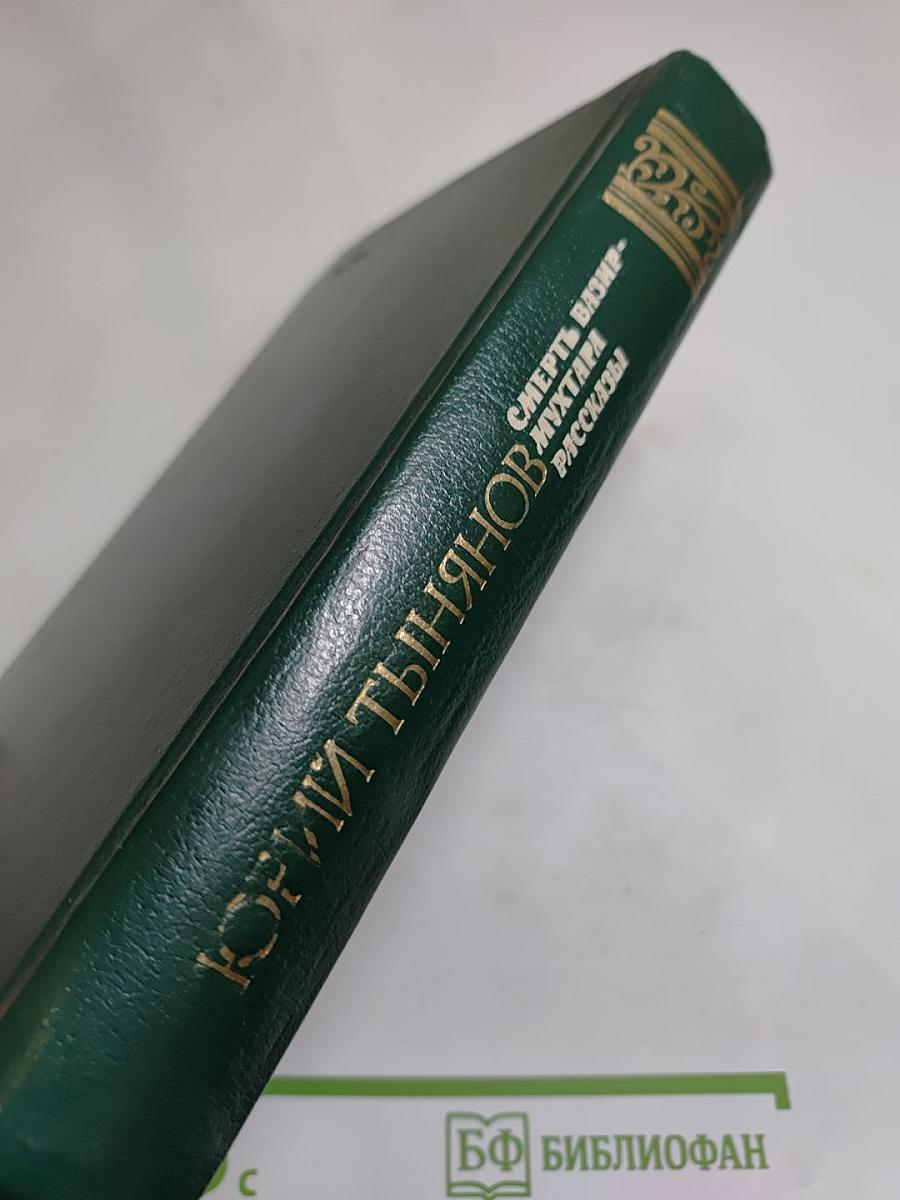 ЮРИЙ ТЫНЯНОВ
СМЕРТЬ ВАЗИР-
МУХТАРА
РАССКАЗЫ
с
БФ БИБЛИОФАН